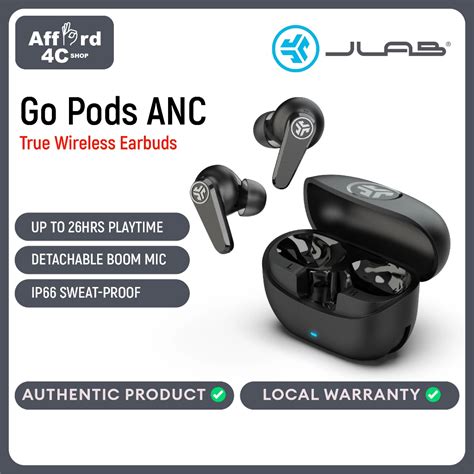 Affrd
4C SHOP
JLAB®
Go Pods ANC
True Wireless Earbuds
UP TO 26HRS PLAYTIME
DETACHABLE BOOM MIC
IP66 SWEAT-PROOF
AUTHENTIC PRODUCT
LOCAL WARRANTY